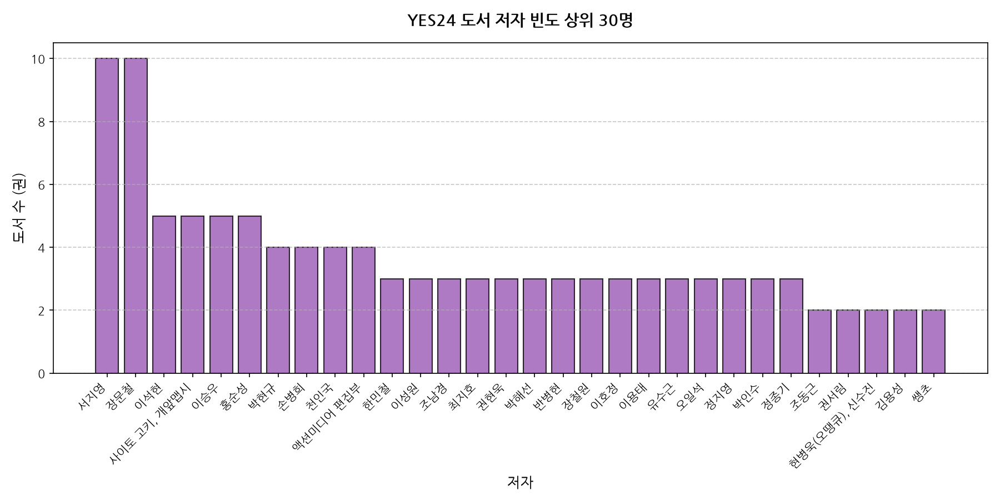 YES24 도서 저자 빈도 상위 30명
도서 수 (권)
10
8
6
4
2
0
서지영
장문철
이석현
사이토 고키, 개앞맵시
이승우
홍순성
박현규
손병희
천인국
액션미디어 편집부
한민철
이성원
조남경
최지호
권현욱
박해선
반병현
장철원
이호정
이용태
유수근
오일석
정지영
박인수
정종기
조동근
권서림
현병욱(오땡큐), 신수진
김용성
쌩초
저자